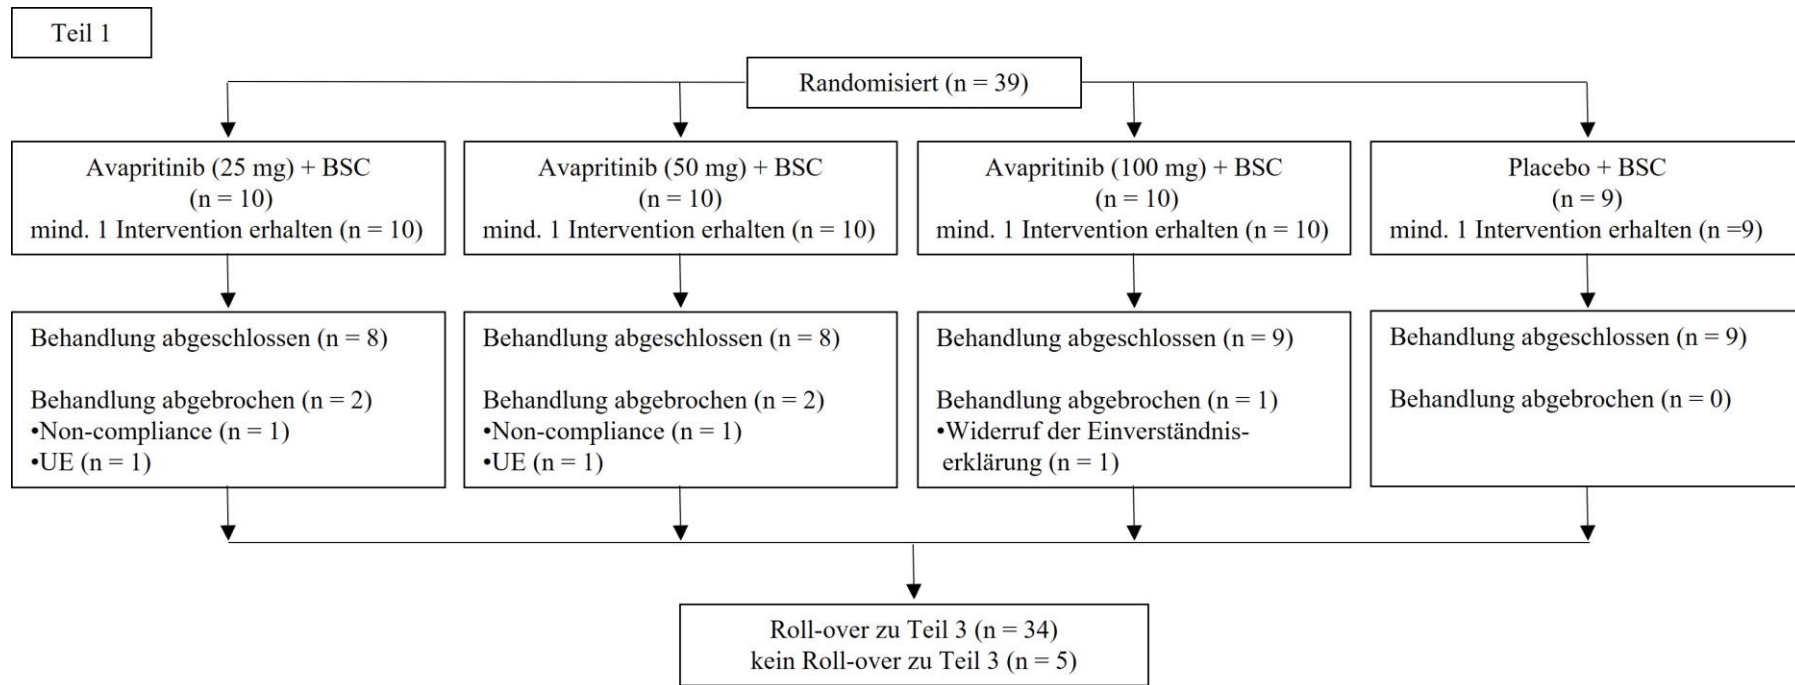 Teil 1
Randomisiert (n = 39)
Avapritinib (25 mg) + BSC
(n = 10)
mind. 1 Intervention erhalten (n = 10)
Avapritinib (50 mg) + BSC
(n = 10)
mind. 1 Intervention erhalten (n = 10)
Avapritinib (100 mg) + BSC
(n = 10)
mind. 1 Intervention erhalten (n = 10)
Placebo + BSC
(n = 9)
mind. 1 Intervention erhalten (n =9)
Behandlung abgeschlossen (n = 8)
Behandlung abgebrochen (n = 2)
•Non-compliance (n = 1)
•UE (n = 1)
Behandlung abgeschlossen (n = 8)
Behandlung abgebrochen (n = 2)
•Non-compliance (n = 1)
•UE (n = 1)
Behandlung abgeschlossen (n = 9)
Behandlung abgebrochen (n = 1)
•Widerruf der Einverständnis-
erklärung (n = 1)
Behandlung abgeschlossen (n = 9)
Behandlung abgebrochen (n = 0)
Roll-over zu Teil 3 (n = 34)
kein Roll-over zu Teil 3 (n = 5)